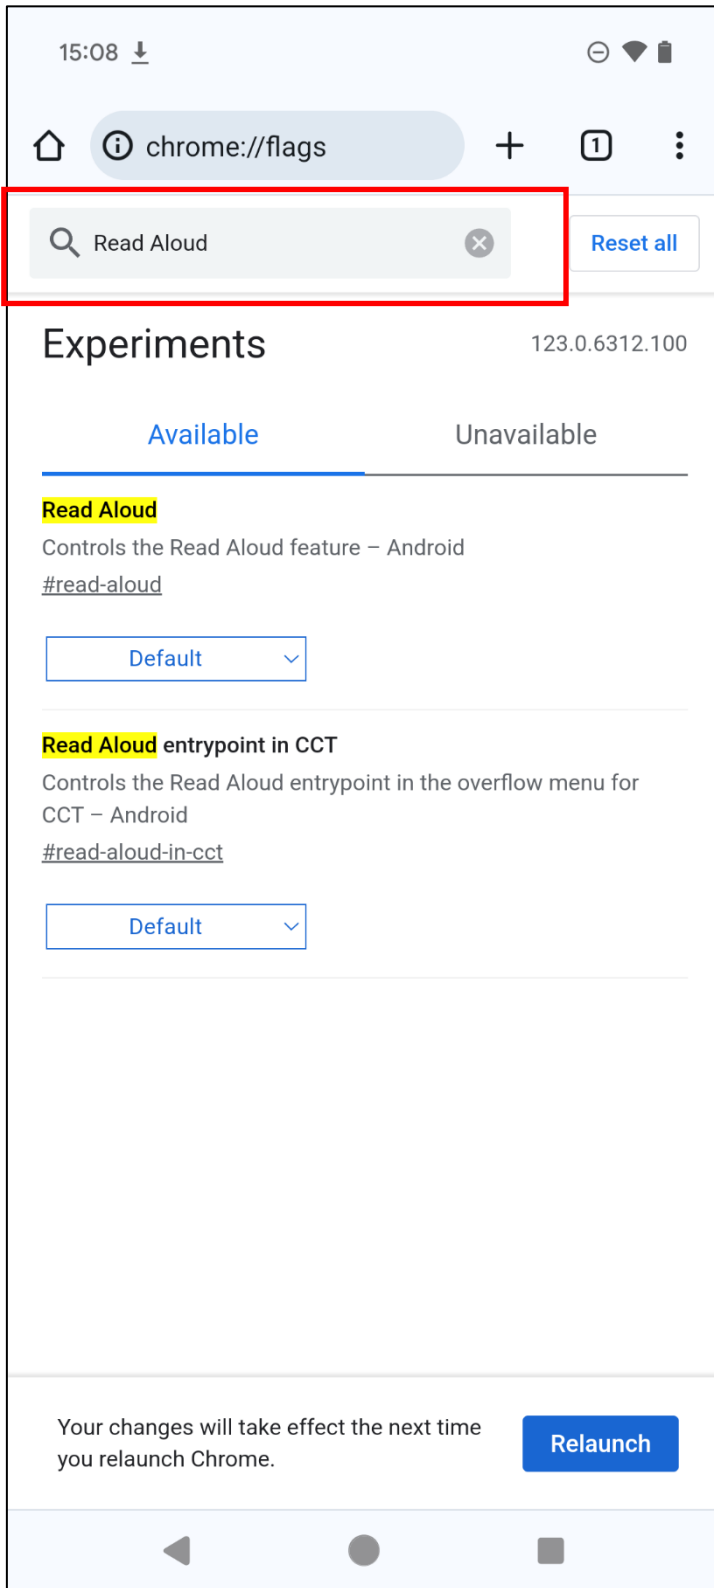 15:08
chrome://flags
1
Read Aloud
Reset all
Experiments
123.0.6312.100
Available
Unavailable
Read Aloud
Controls the Read Aloud feature – Android
#read-aloud
Default
Read Aloud entrypoint in CCT
Controls the Read Aloud entrypoint in the overflow menu for
CCT – Android
#read-aloud-in-cct
Default
Your changes will take effect the next time
you relaunch Chrome.
Relaunch